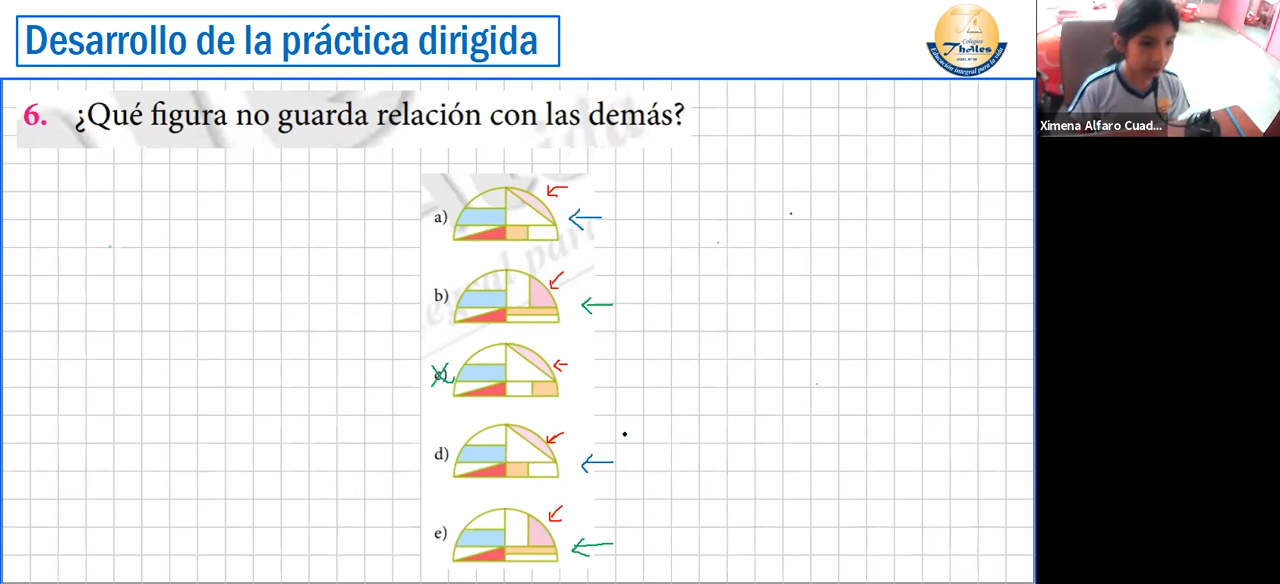 Desarrollo de la práctica dirigida
Colegios
Thales
Educación integral para la vida
6. ¿Qué figura no guarda relación con las demás?
Ximena Alfaro Cuad...
a)
b)
c)
d)
e)